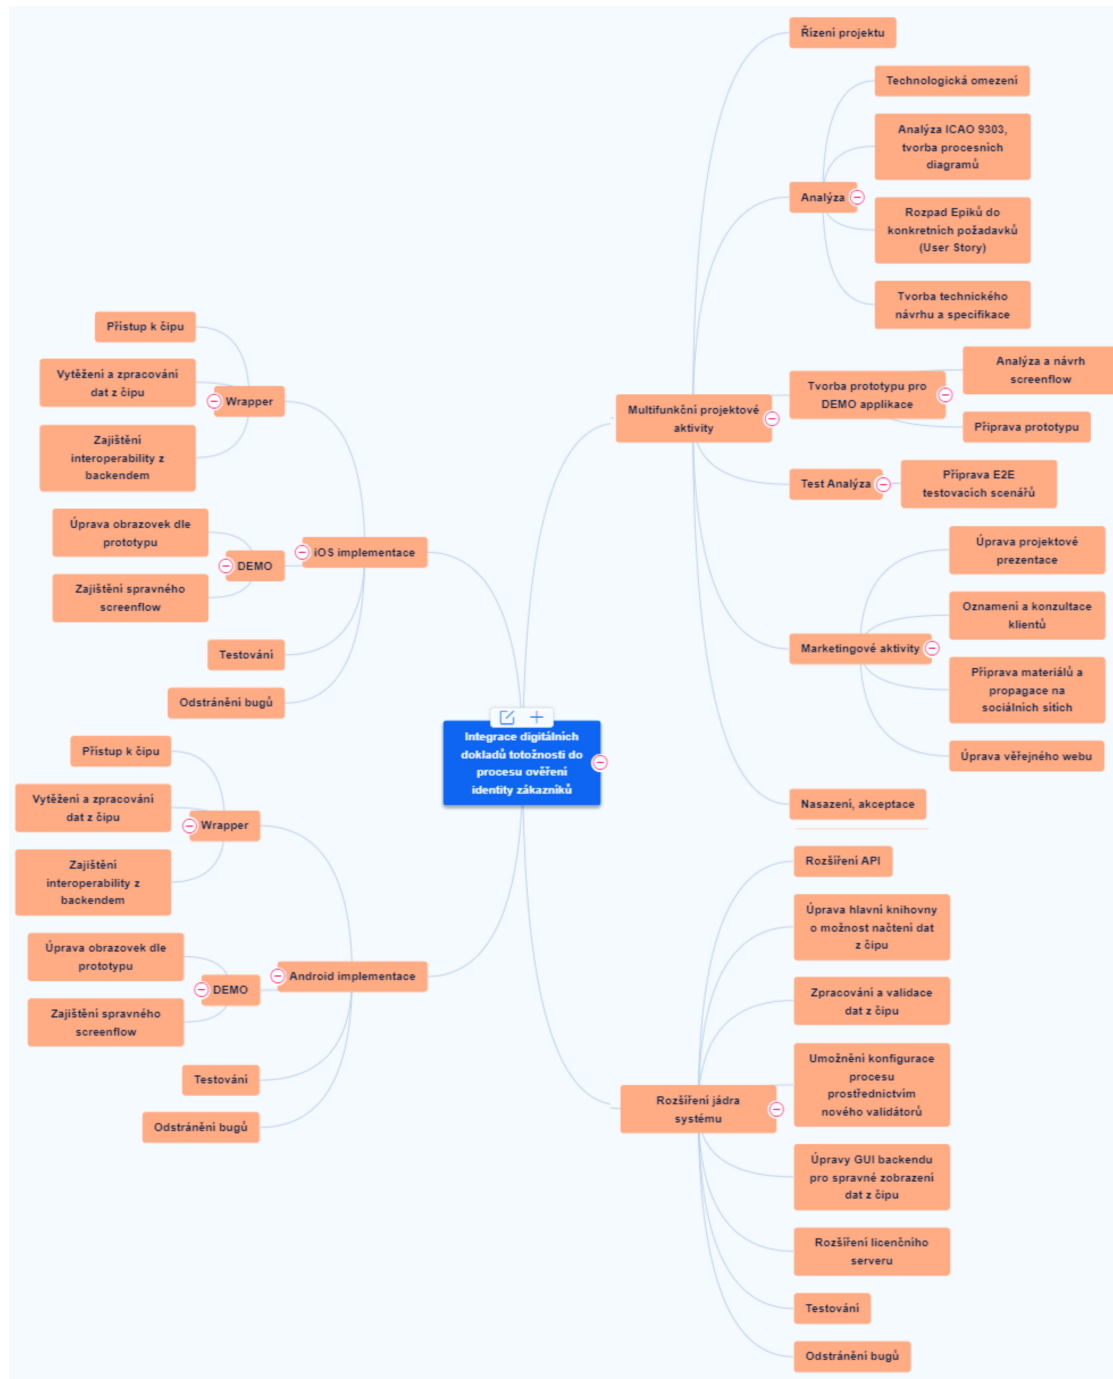 Řízení projektu
Technologická omezení
Analýza ICAO 9303,
tvorba procesních
diagramů
Analýza
Rozpad Epiků do
konkretních požadavků
(User Story)
Tvorba technického
návrhu a specifikace
Multifunkční projektové
aktivity
Tvorba prototypu pro
DEMO applikace
Analýza a návrh
screenflow
Připrava prototypu
Test Analýza
Příprava E2E
testovacích scenářů
Úprava projektové
prezentace
Oznamení a konzultace
klientů
Marketingové aktivity
Příprava materiálů a
propagace na
sociálních sítích
Úprava věřejného webu
Nasazení, akceptace
Přístup k čipu
Vytěžení a zpracování
dat z čipu
Wrapper
Zajištění
interoperability z
backendem
Úprava obrazovek dle
prototypu
iOS implementace
DEMO
Zajištění spravného
screenflow
Testování
Odstránění bugů
Integrace digitálních
dokladů totožnosti do
procesu ověření
identity zákazníků
Přístup k čipu
Vytěžení a zpracování
dat z čipu
Wrapper
Zajištění
interoperability z
backendem
Úprava obrazovek dle
prototypu
Android implementace
DEMO
Zajištění spravného
screenflow
Testování
Odstránění bugů
Rozšíření API
Úprava hlavní knihovny
o možnost načtení dat
z čipu
Zpracování a validace
dat z čipu
Umožnění konfigurace
procesu
prostřednictvím
nového validátorů
Rozšíření jádra
systému
Úpravy GUI backendu
pro spravné zobrazení
dat z čipu
Rozšíření licenčního
serveru
Testování
Odstránění bugů